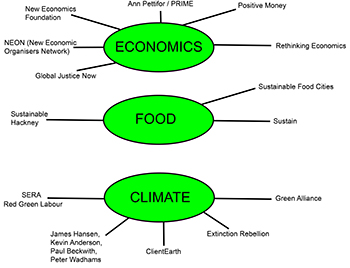 Ann Pettifor / PRIME
New Economics
Foundation
Positive Money
NEON (New Economic
Organisers Network)
ECONOMICS
Rethinking Economics
Global Justice Now
Sustainable Food Cities
Sustainable
Hackney
FOOD
Sustain
SERA
Red Green Labour
CLIMATE
Green Alliance
James Hansen,
Kevin Anderson,
Paul Beckwith,
Peter Wadhams
ClientEarth
Extinction Rebellion